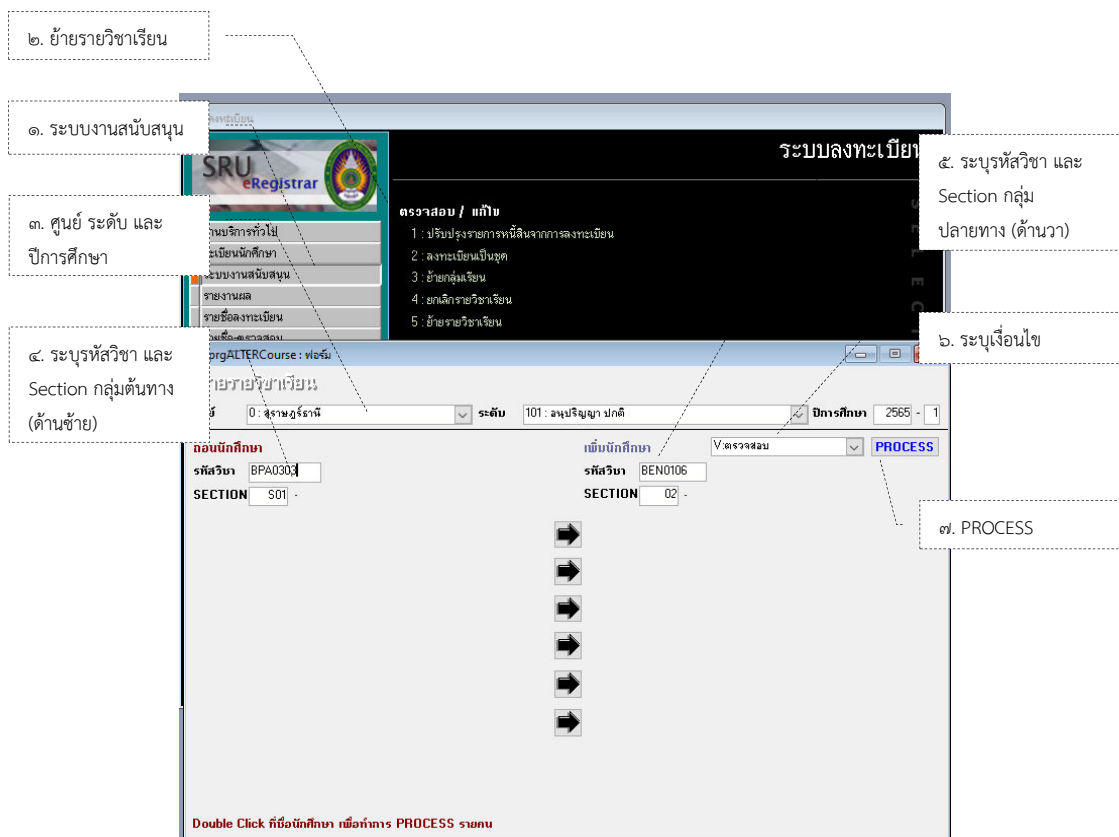 ๒. ย้ายรายวิชาเรียน
๑. ระบบงานสนับสนุน
๓. ศูนย์ ระดับ และ
ปีการศึกษา
๔. ระบุรหัสวิชา และ
Section กลุ่มต้นทาง
(ด้านซ้าย)
๕. ระบุรหัสวิชา และ
Section กลุ่ม
ปลายทาง (ด้านวา)
๖. ระบุเงื่อนไข
๗. PROCESS
SRU
eRegistrar
ระบบลงทะเบียน
ทะเบียนนักศึกษา
ระบบงานสนับสนุน
รายงานผล
รายชื่อลงทะเบียน
ตรวจสอบ / แก้ไข
1 : ปรับปรุงรายการหนี้สินจากการลงทะเบียน
2 : ลงทะเบียนเป็นชุด
3 : ย้ายกลุ่มเรียน
4 : ยกเลิกรายวิชาเรียน
5 : ย้ายรายวิชาเรียน
prgALTERCourse : ฟอร์ม
ย้ายรายวิชาเรียน
0 : สุราษฎร์ธานี ระดับ 101 : อนุปริญญา ปกติ ปีการศึกษา 2565 - 1
ถอนนักศึกษา เพิ่มนักศึกษา V:ตรวจสอบ PROCESS
รหัสวิชา BPA0303 รหัสวิชา BEN0106
SECTION S01 - SECTION 02 -
Double Click ที่ชื่อนักศึกษา เพื่อทำการ PROCESS รายคน